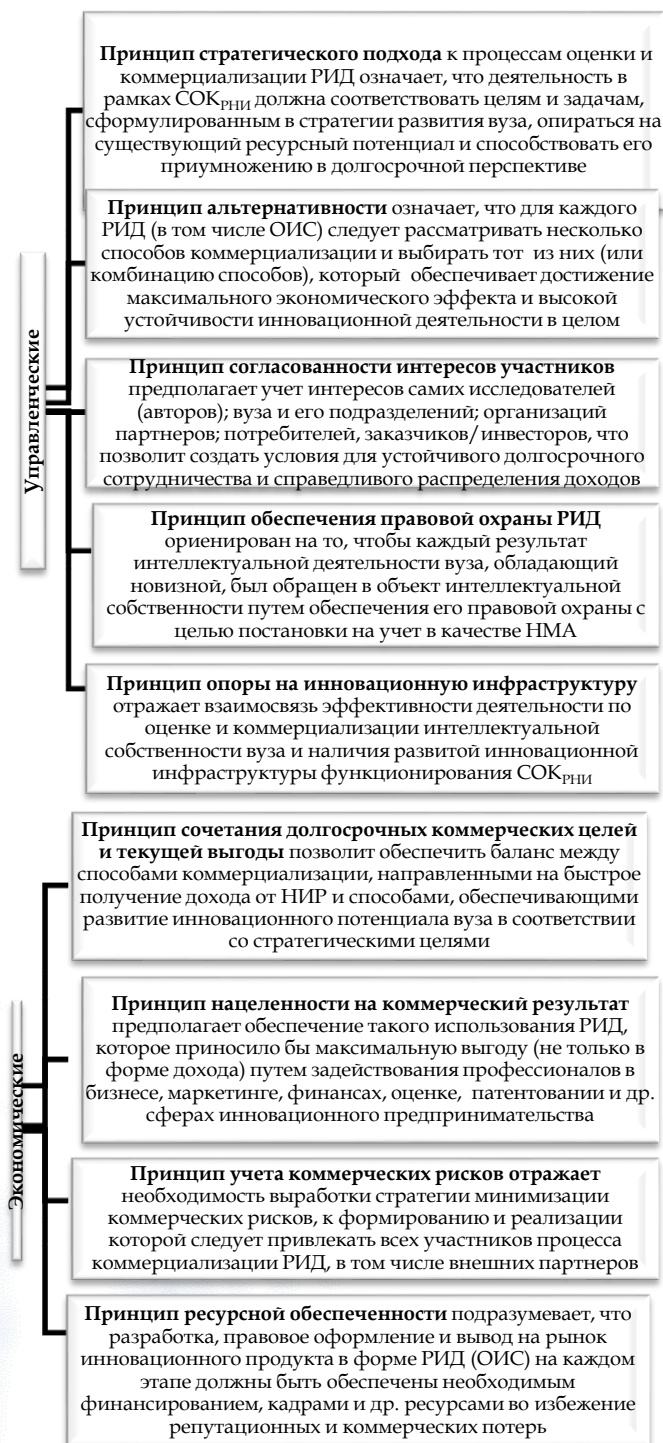 Управленческие
Принцип стратегического подхода к процессам оценки и
коммерциализации РИД означает, что деятельность в
рамках СОКРНИ должна соответствовать целям и задачам,
сформулированным в стратегии развития вуза, опираться на
существующий ресурсный потенциал и способствовать его
приумножению в долгосрочной перспективе
Принцип альтернативности означает, что для каждого
РИД (в том числе ОИС) следует рассматривать несколько
способов коммерциализации и выбирать тот из них (или
комбинацию способов), который обеспечивает достижение
максимального экономического эффекта и высокой
устойчивости инновационной деятельности в целом
Принцип согласованности интересов участников
предполагает учет интересов самих исследователей
(авторов); вуза и его подразделений; организаций
партнеров; потребителей, заказчиков/инвесторов, что
позволит создать условия для устойчивого долгосрочного
сотрудничества и справедливого распределения доходов
Принцип обеспечения правовой охраны РИД
ориенирован на то, чтобы каждый результат
интеллектуальной деятельности вуза, обладающий
новизной, был обращен в объект интеллектуальной
собственности путем обеспечения его правовой охраны с
целью постановки на учет в качестве НМА
Принцип опоры на инновационную инфраструктуру
отражает взаимосвязь эффективности деятельности по
оценке и коммерциализации интеллектуальной
собственности вуза и наличия развитой инновационной
инфраструктуры функционирования СОКРНИ
Экономические
Принцип сочетания долгосрочных коммерческих целей
и текущей выгоды позволит обеспечить баланс между
способами коммерциализации, направленными на быстрое
получение дохода от НИР и способами, обеспечивающими
развитие инновационного потенциала вуза в соответствии
со стратегическими целями
Принцип нацеленности на коммерческий результат
предполагает обеспечение такого использования РИД,
которое приносило бы максимальную выгоду (не только в
форме дохода) путем задействования профессионалов в
бизнесе, маркетинге, финансах, оценке, патентовании и др.
сферах инновационного предпринимательства
Принцип учета коммерческих рисков отражает
необходимость выработки стратегии минимизации
коммерческих рисков, к формированию и реализации
которой следует привлекать всех участников процесса
коммерциализации РИД, в том числе внешних партнеров
Принцип ресурсной обеспеченности подразумевает, что
разработка, правовое оформление и вывод на рынок
инновационного продукта в форме РИД (ОИС) на каждом
этапе должны быть обеспечены необходимым
финансированием, кадрами и др. ресурсами во избежение
репутационных и коммерческих потерь